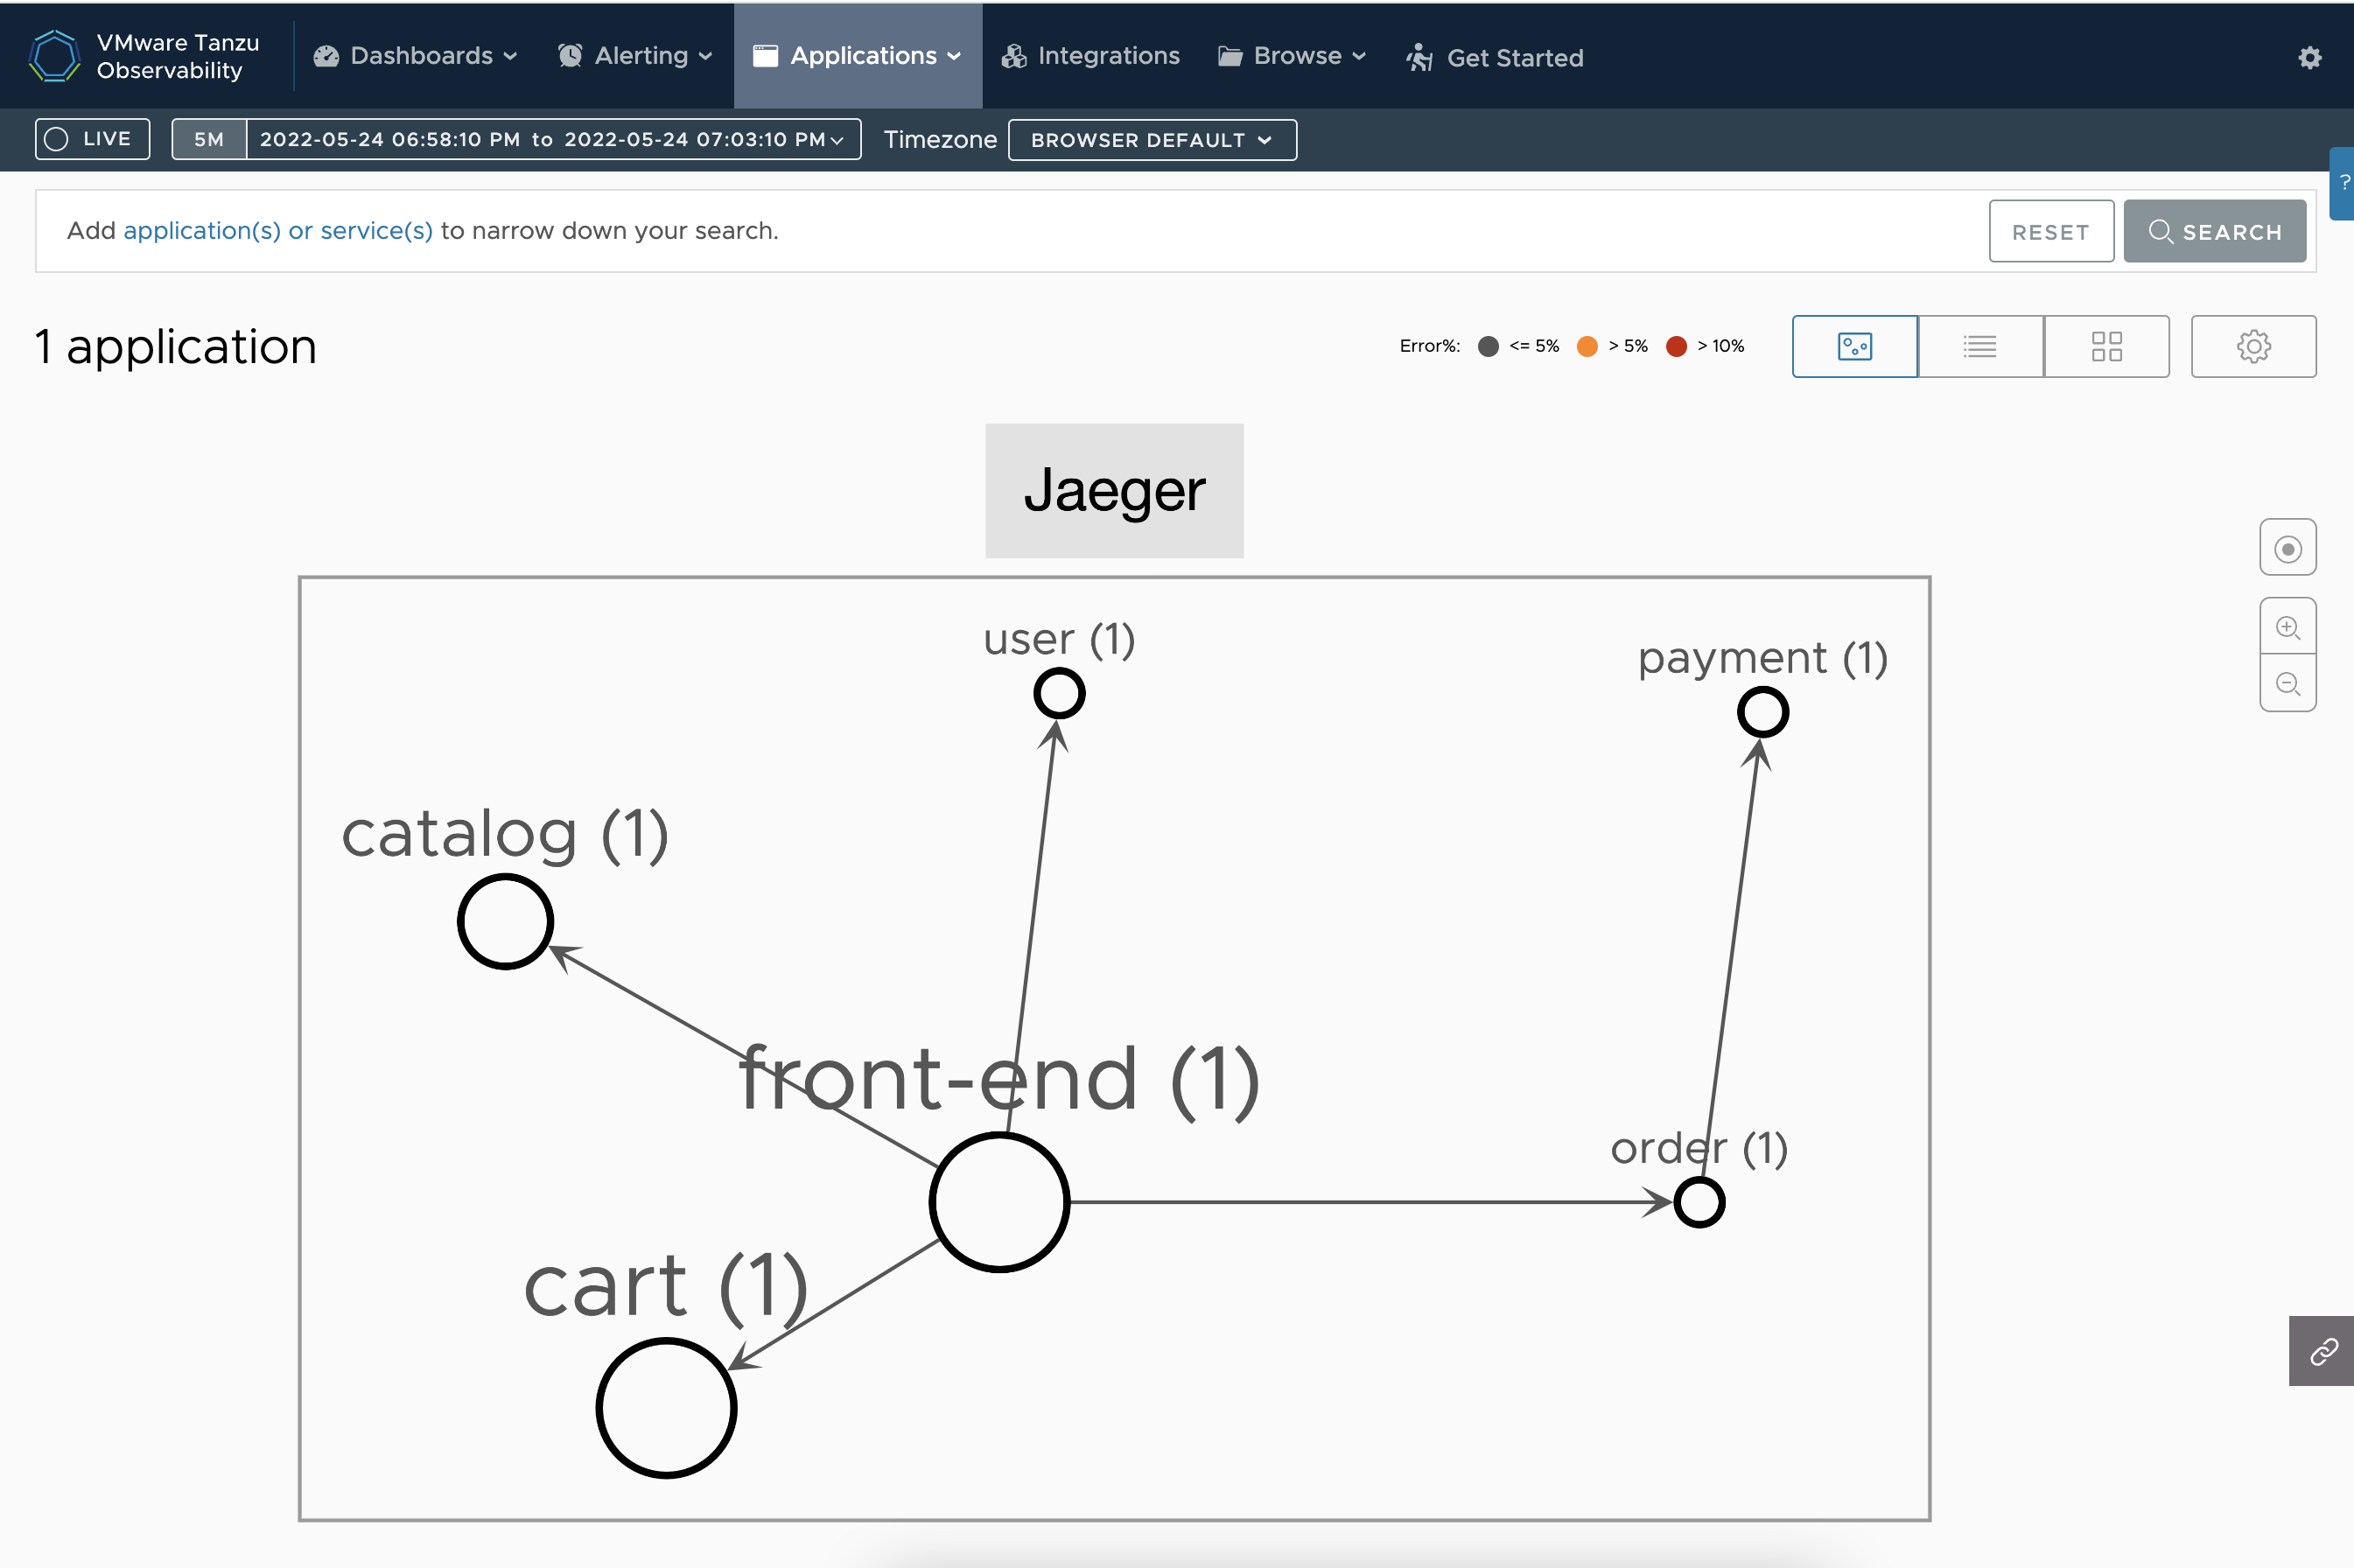 VMware Tanzu
Observability
Dashboards
Alerting
Applications
Integrations
Browse
Get Started
LIVE
5M
2022-05-24 06:58:10 PM to 2022-05-24 07:03:10 PM
Timezone
BROWSER DEFAULT
?
Add application(s) or service(s) to narrow down your search.
RESET
SEARCH
1 application
Error%: <= 5% > 5% > 10%
Jaeger
user (1)
payment (1)
catalog (1)
front-end (1)
order (1)
cart (1)